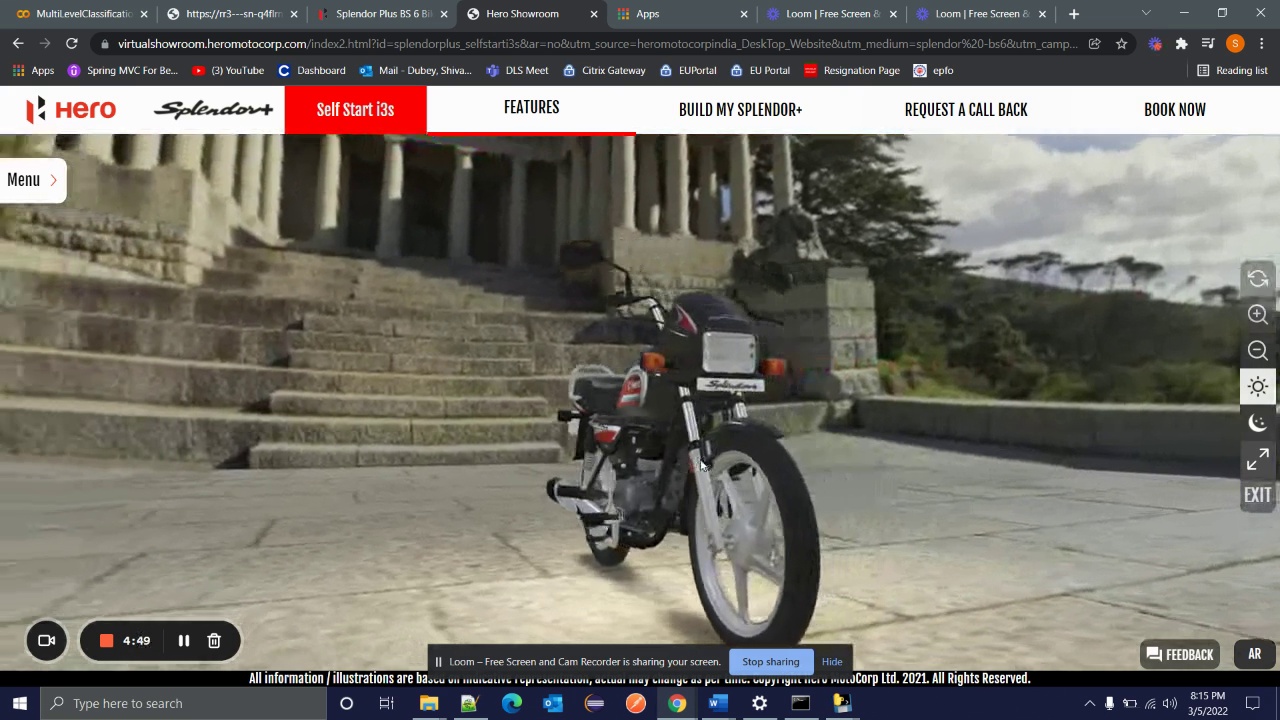 MultiLevelClassificatio
https://rr3---sn-q4flrn
Splendor Plus BS 6 Bik
Hero Showroom
Apps
Loom | Free Screen &
Loom | Free Screen &
virtualshowroom.heromotocorp.com/index2.html?id=splendorplus_selfstarti3s&at=no&utm_source=heromotocorpindia_DeskTop_Website&utm_medium=splendor%20-bs6&utm_camp...
S
Apps
Spring MVC For Be...
(3) YouTube
Dashboard
Mail - Dubey, Shiva...
DLS Meet
Citrix Gateway
EUPortal
EU Portal
Resignation Page
epfo
Reading list
Hero
Splendor+
Self Start i3s
FEATURES
BUILD MY SPLENDOR+
REQUEST A CALL BACK
BOOK NOW
Menu
Splendor+
EXIT
4:49
Loom – Free Screen and Cam Recorder is sharing your screen.
Stop sharing
Hide
FEEDBACK
AR
All information / illustrations are based on indicative representation, actual may change as per time. Copyright Hero MotoCorp Ltd. 2021. All Rights Reserved.
Type here to search
8:15 PM
3/5/2022